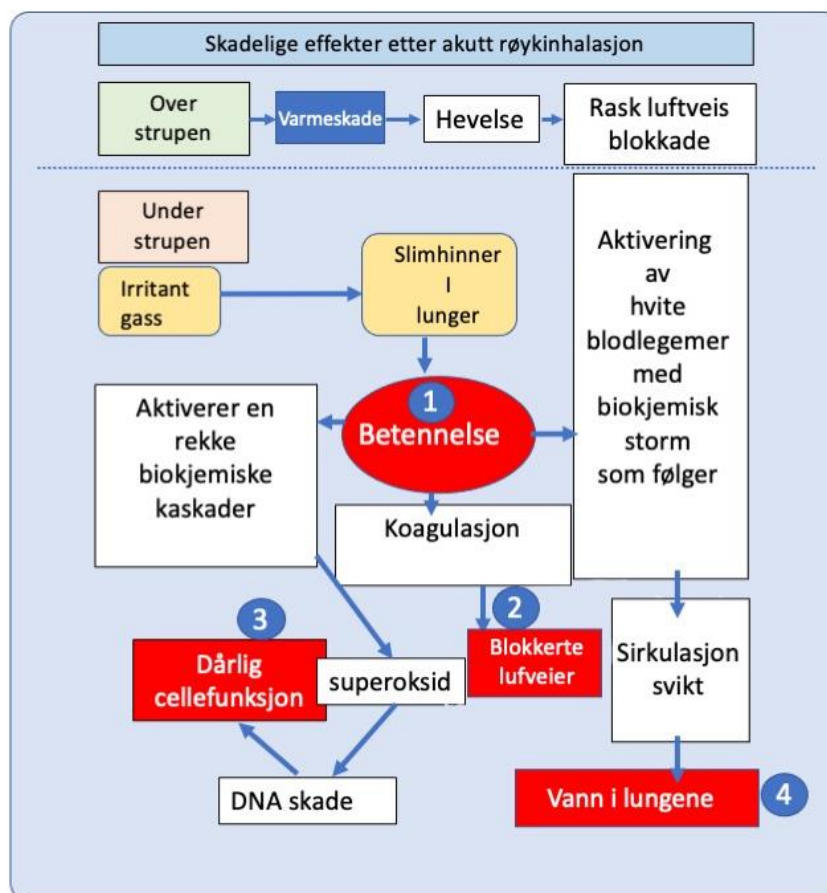 Skadelige effekter etter akutt røykinhalasjon
Over
strupen
Varmeskade
Hevelse
Rask luftveis
blokkade
Under
strupen
Irritant
gass
Slimhinner
I
lunger
Aktivering
av
hvite
blodlegemer
med
biokjemisk
storm
som følger
1
Betennelse
Aktiverer en
rekke
biokjemiske
kaskader
Koagulasjon
2
Blokkerte
lufveier
3
Dårlig
cellefunksjon
superoksid
DNA skade
Sirkulasjon
svikt
Vann i lungene
4